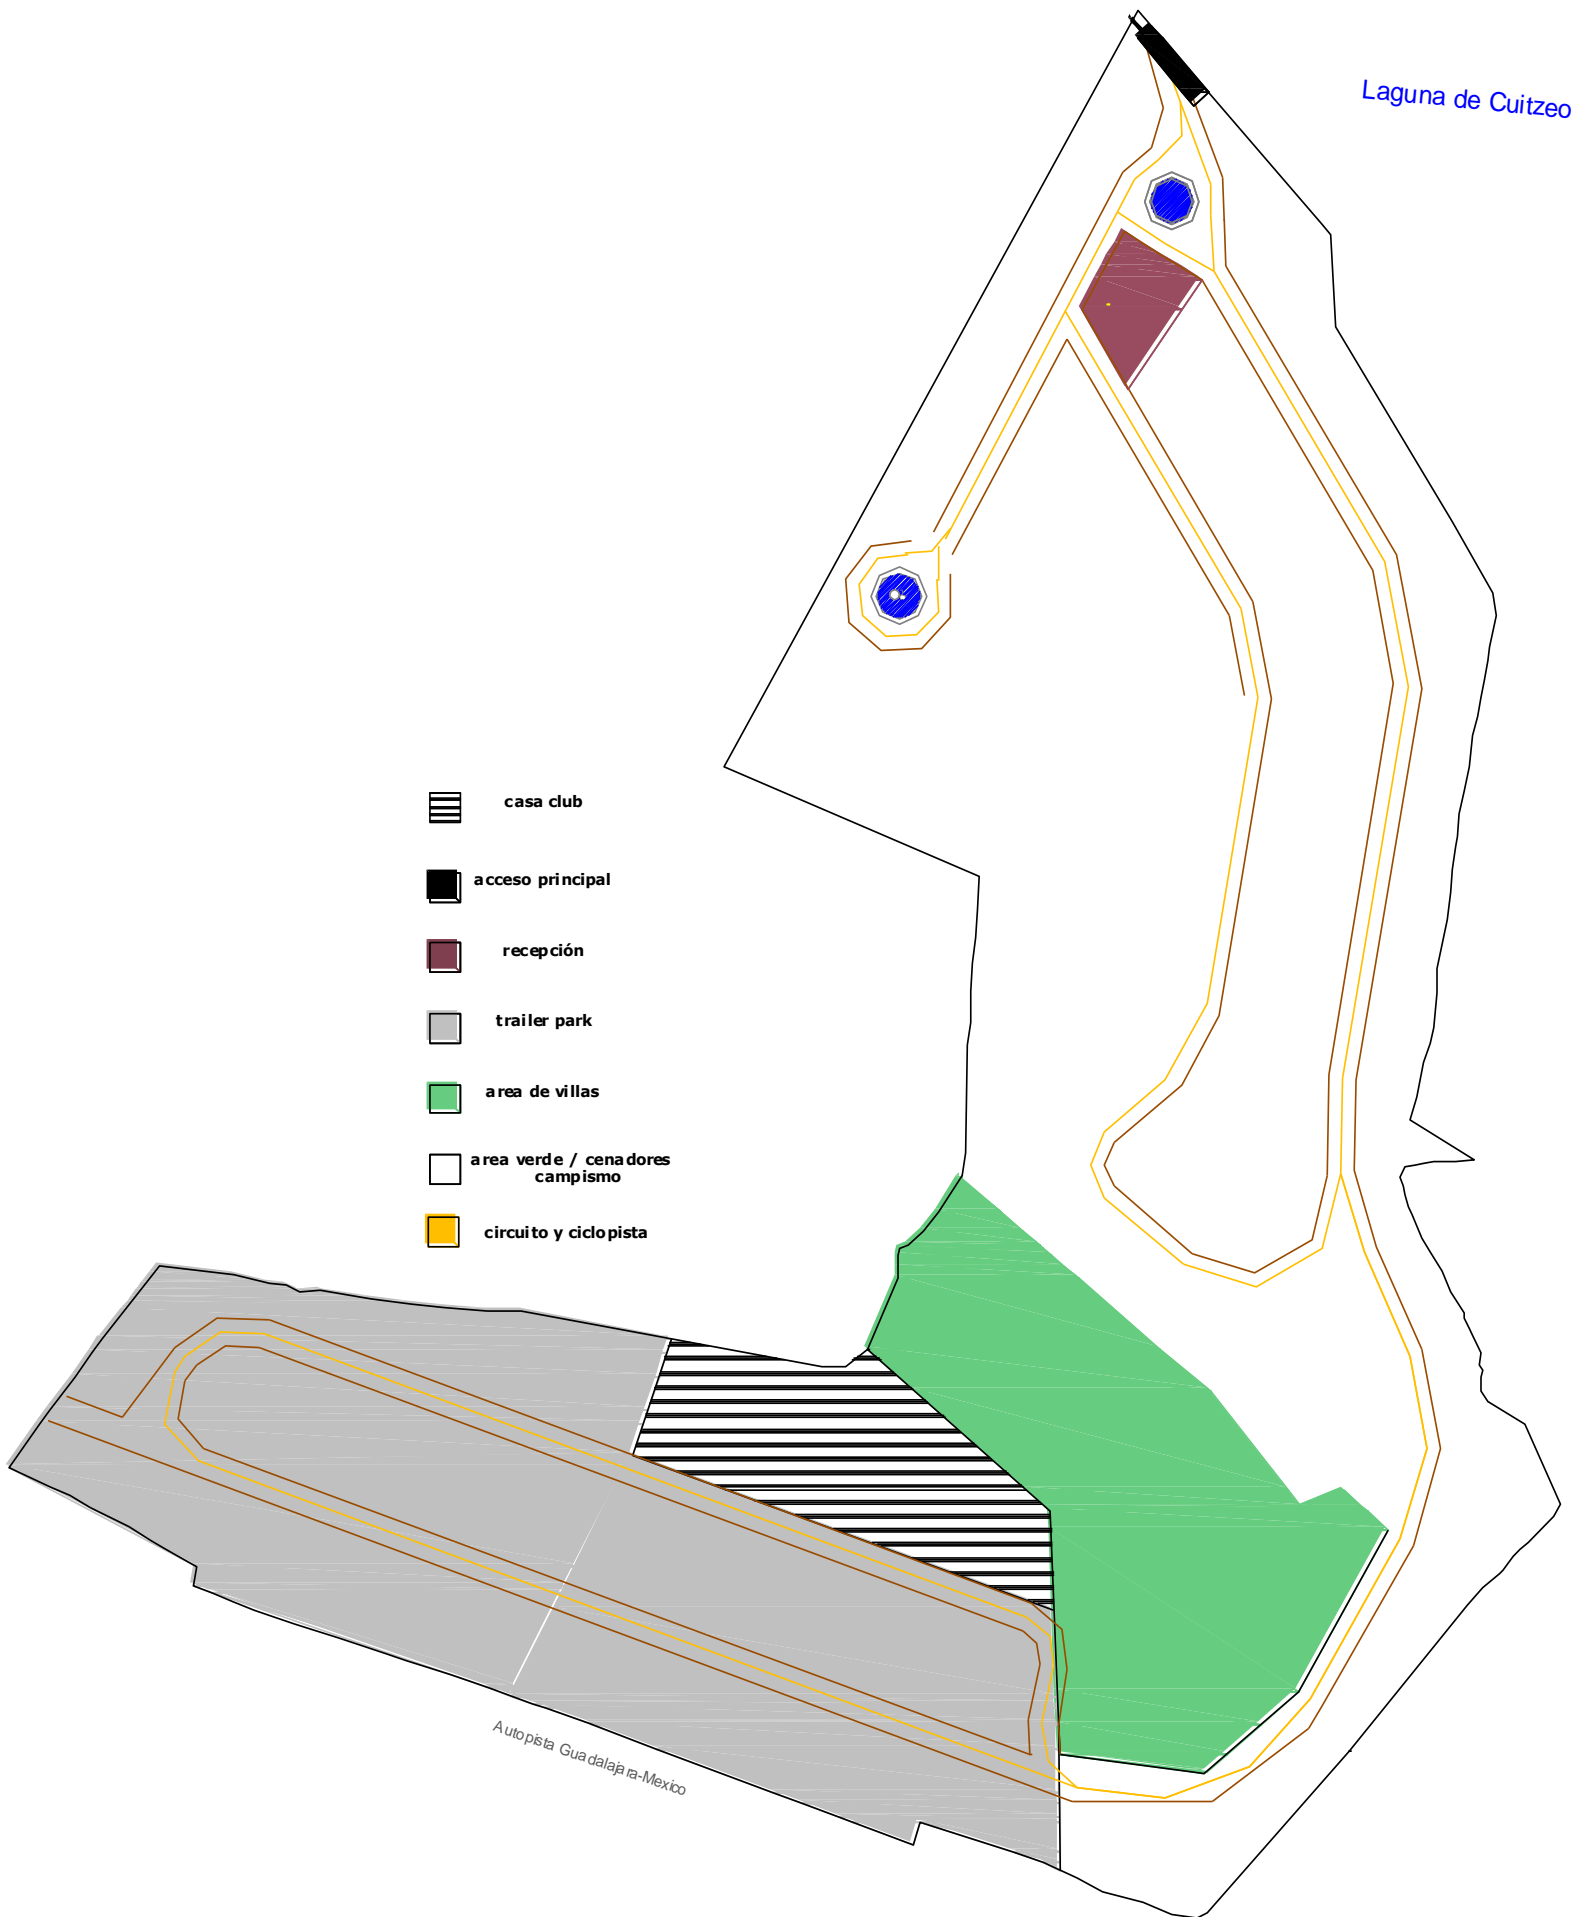 Laguna de Cuitzeo
casa club
acceso principal
recepción
trailer park
area de villas
area verde / cenadores
campismo
circuito y ciclopista
Autopista Guadalajara-Mexico